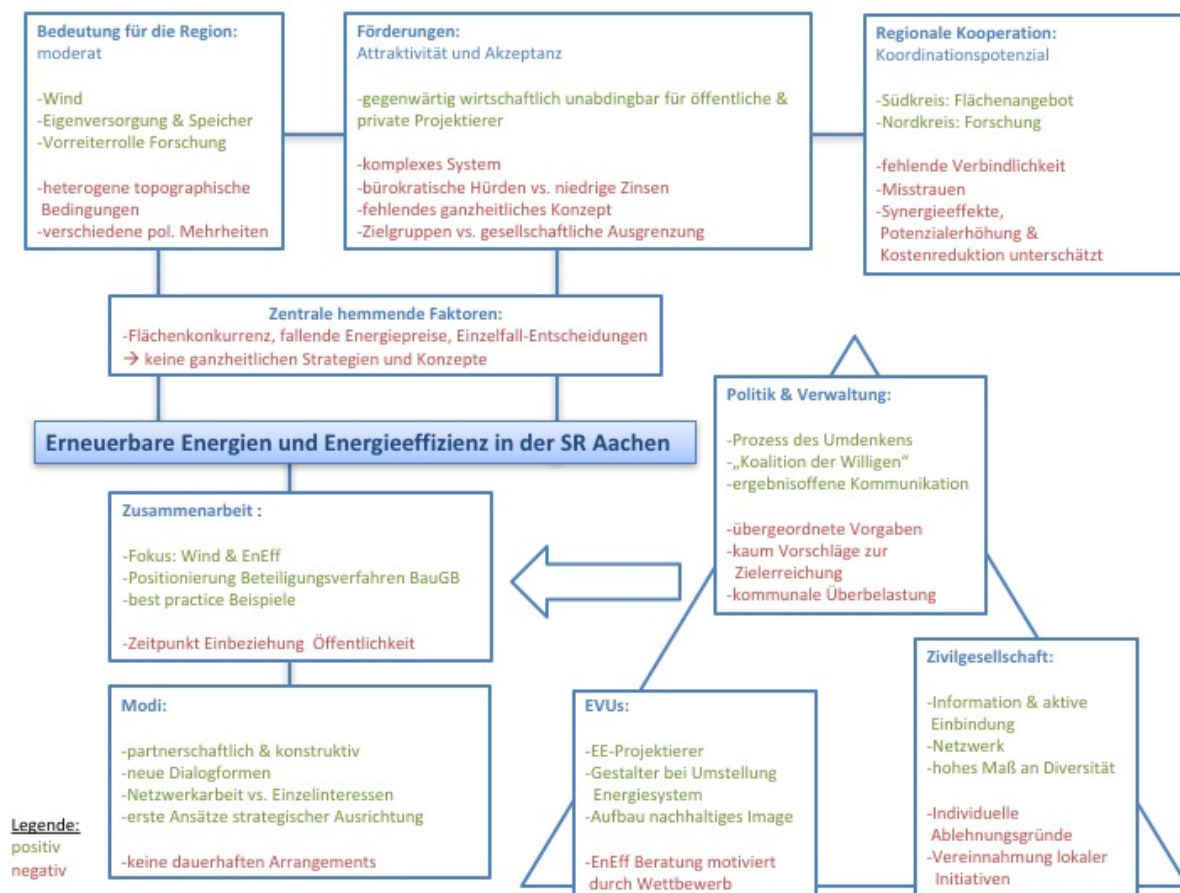 Bedeutung für die Region:
moderat
-Wind
-Eigenversorgung & Speicher
-Vorreiterrolle Forschung
-heterogene topographische
Bedingungen
-verschiedene pol. Mehrheiten
Förderungen:
Attraktivität und Akzeptanz
-gegenwärtig wirtschaftlich unabdingbar für öffentliche &
private Projektierer
-komplexes System
-bürokratische Hürden vs. niedrige Zinsen
-fehlendes ganzheitliches Konzept
-Zielgruppen vs. gesellschaftliche Ausgrenzung
Regionale Kooperation:
Koordinationspotenzial
-Südkreis: Flächenangebot
-Nordkreis: Forschung
-fehlende Verbindlichkeit
-Misstrauen
-Synergieeffekte,
Potenzialerhöhung &
Kostenreduktion unterschätzt
Zentrale hemmende Faktoren:
-Flächenkonkurrenz, fallende Energiepreise, Einzelfall-Entscheidungen
→ keine ganzheitlichen Strategien und Konzepte
Erneuerbare Energien und Energieeffizienz in der SR Aachen
Politik & Verwaltung:
-Prozess des Umdenkens
-„Koalition der Willigen“
-ergebnisoffene Kommunikation
-übergeordnete Vorgaben
-kaum Vorschläge zur
Zielerreichung
-kommunale Überbelastung
Zusammenarbeit :
-Fokus: Wind & EnEff
-Positionierung Beteiligungsverfahren BauGB
-best practice Beispiele
-Zeitpunkt Einbeziehung Öffentlichkeit
Modi:
-partnerschaftlich & konstruktiv
-neue Dialogformen
-Netzwerkarbeit vs. Einzelinteressen
-erste Ansätze strategischer Ausrichtung
-keine dauerhaften Arrangements
EVUs:
-EE-Projektierer
-Gestalter bei Umstellung
Energiesystem
-Aufbau nachhaltiges Image
-EnEff Beratung motiviert
durch Wettbewerb
Zivilgesellschaft:
-Information & aktive
Einbindung
-Netzwerk
-hohes Maß an Diversität
-Individuelle
Ablehnungsgründe
-Vereinnahmung lokaler
Initiativen
Legende:
positiv
negativ